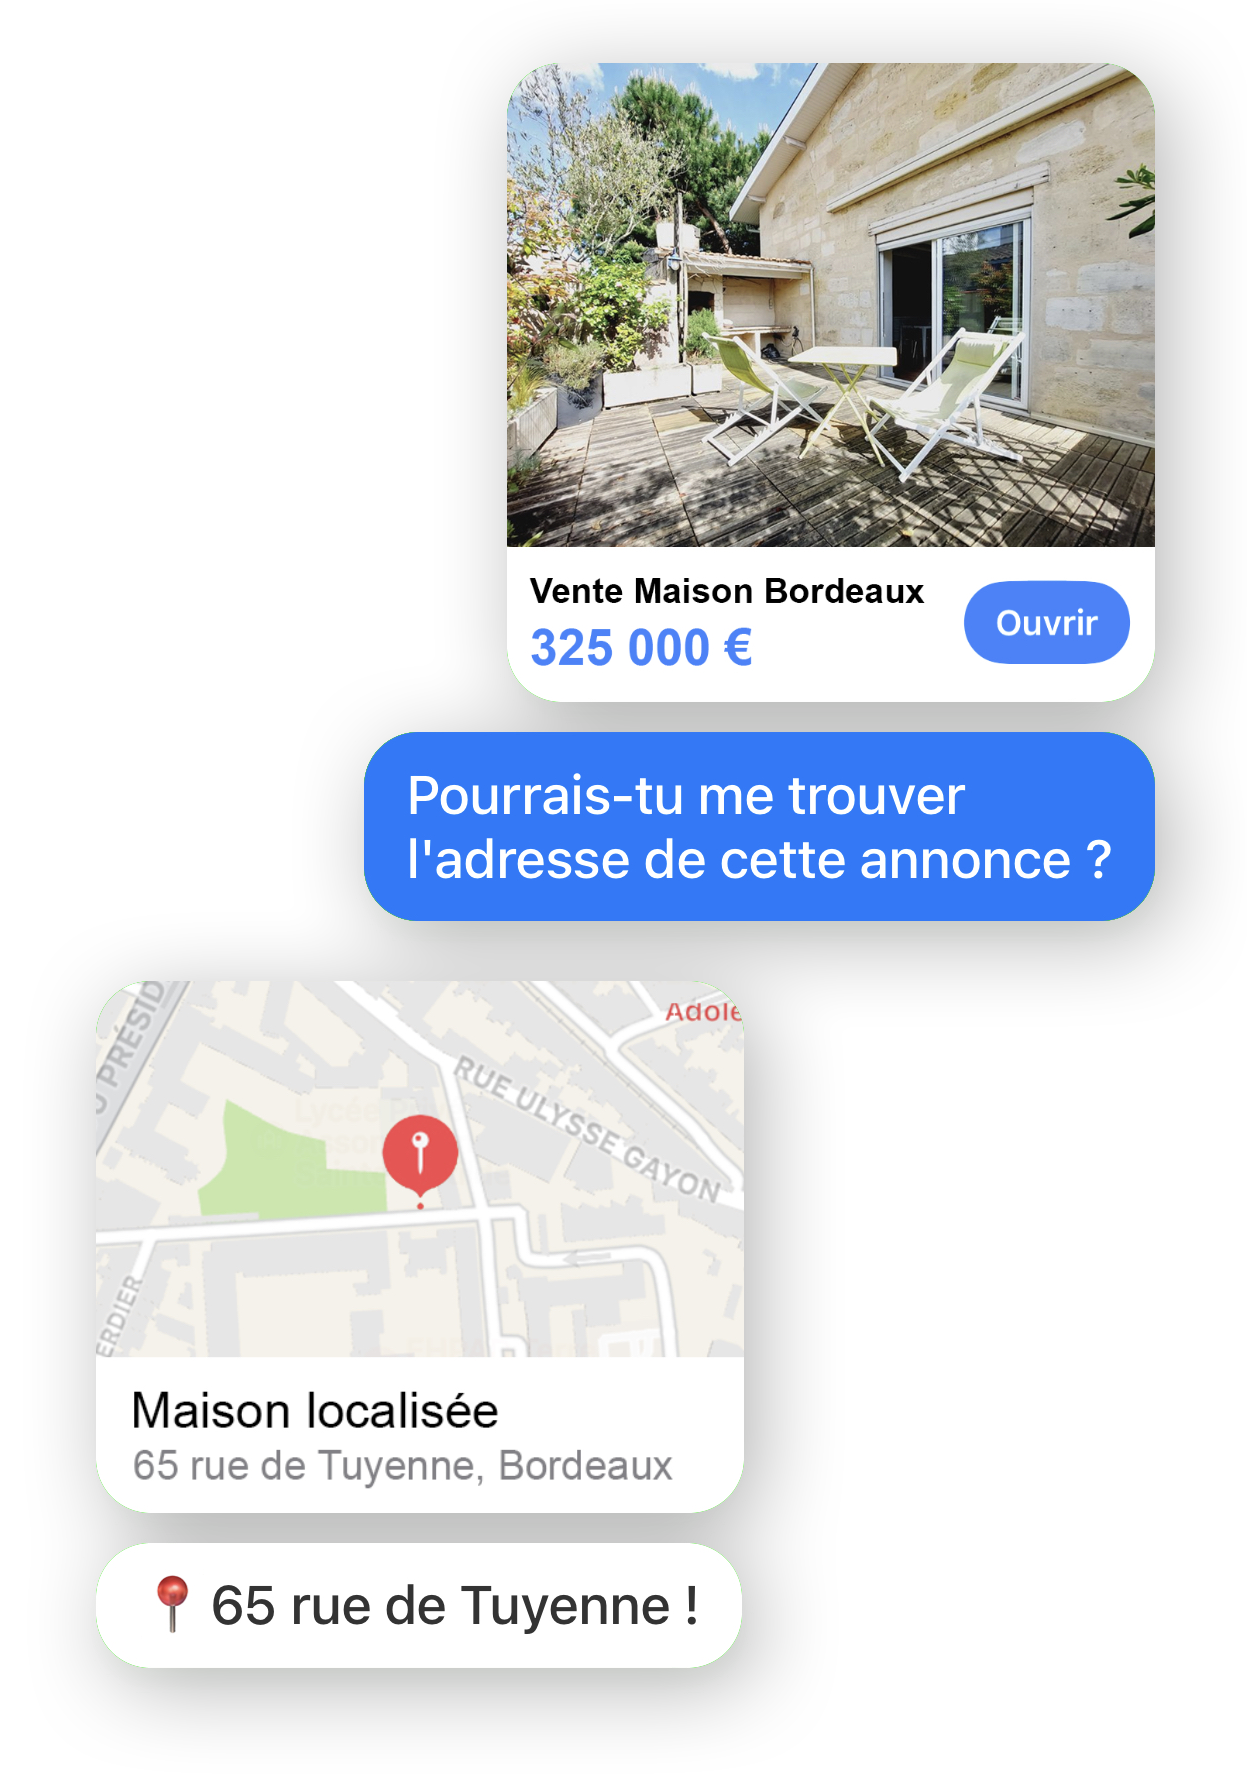 Vente Maison Bordeaux
325 000 €
Ouvrir
Pourrais-tu me trouver
l'adresse de cette annonce ?
PRÉSID
Adole
RUE ULYSSE GAYON
Lycée
ERDIER
Maison localisée
65 rue de Tuyenne, Bordeaux
65 rue de Tuyenne !